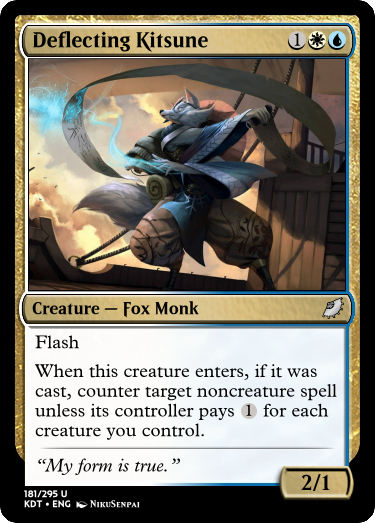 Deflecting Kitsune 1
Creature — Fox Monk
Flash
When this creature enters, if it was
cast, counter target noncreature spell
unless its controller pays 1 for each
creature you control.
“My form is true.”
2/1
181/295 U
KDT • ENG NikuSenpai